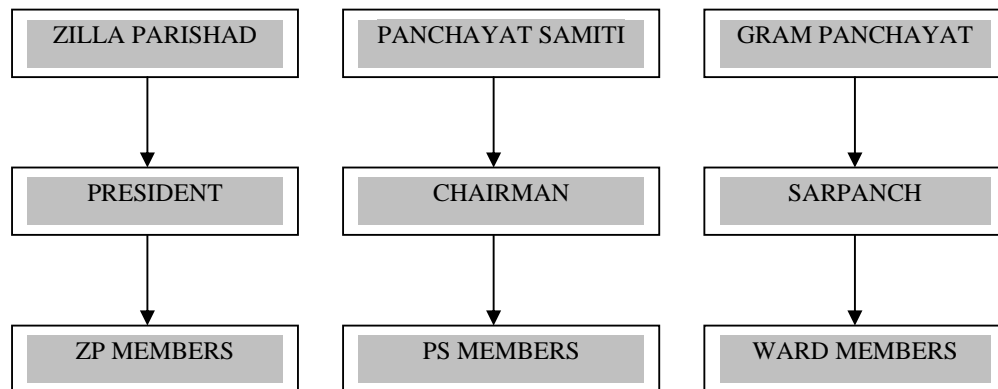 ZILLA PARISHAD
PANCHAYAT SAMITI
GRAM PANCHAYAT
PRESIDENT
CHAIRMAN
SARPANCH
ZP MEMBERS
PS MEMBERS
WARD MEMBERS